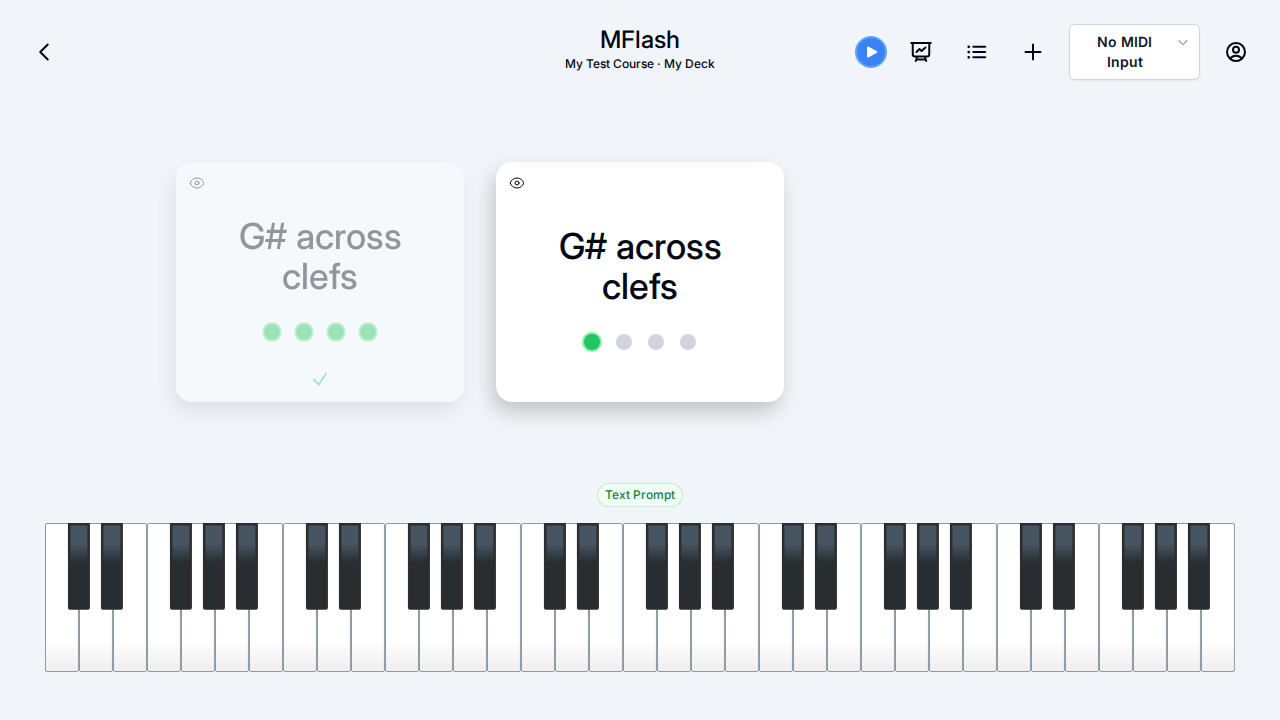 MFlash
My Test Course · My Deck
No MIDI
Input
G# across
clefs
G# across
clefs
Text Prompt